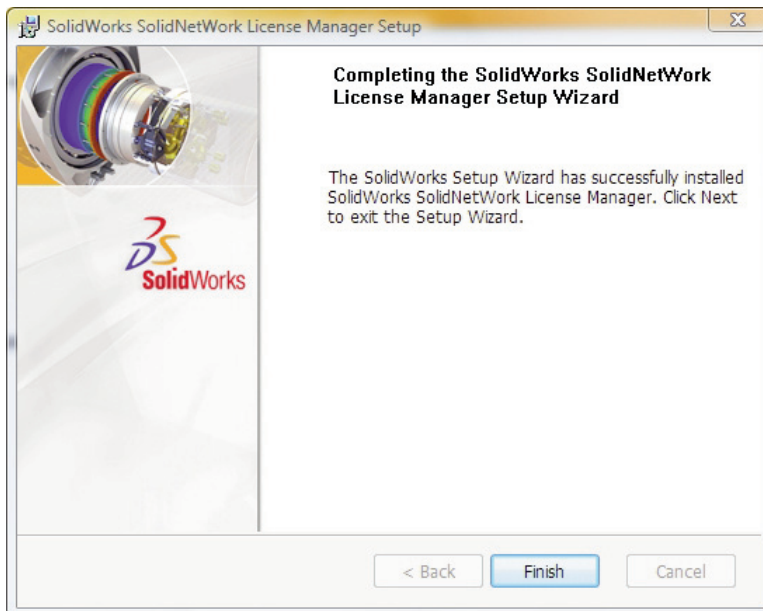 SolidWorks SolidNetWork License Manager Setup
Completing the SolidWorks SolidNetWork
License Manager Setup Wizard
The SolidWorks Setup Wizard has successfully installed
SolidWorks SolidNetWork License Manager. Click Next
to exit the Setup Wizard.
DS
SolidWorks
< Back
Finish
Cancel